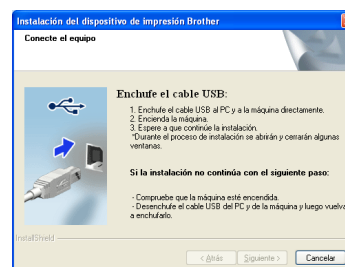 Instalación del dispositivo de impresión Brother
Conecte el equipo
Enchufe el cable USB:
1. Enchufe el cable USB al PC y a la máquina directamente.
2. Encienda la máquina.
3. Espere a que continúe la instalación.
*Durante el proceso de instalación se abrirán y cerrarán algunas
ventanas.
Si la instalación no continúa con el siguiente paso:
- Compruebe que la máquina esté encendida.
- Desenchufe el cable USB del PC y de la máquina y luego vuelva
a enchufarlo.
InstallShield
< Atrás Siguiente > Cancelar